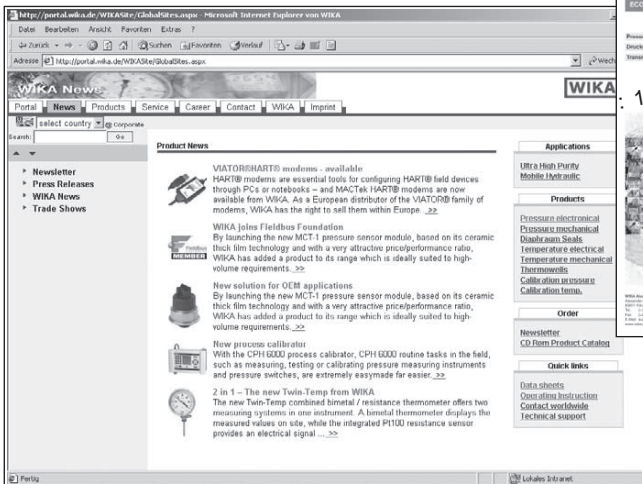 http://portal.wika.de/WIKASite/GlobalSites.aspx - Microsoft Internet Explorer von WIKA
Datei Bearbeiten Ansicht Favoriten Extras ?
Zurück Suchen Favoriten Verlauf
Adresse http://portal.wika.de/WIKASite/GlobalSites.aspx Wech
WIKA News
WIKA
Portal News Products Service Career Contact WIKA Imprint
select country @ Corporate
Search: Go
Newsletter
Press Releases
WIKA News
Trade Shows
Product News
VIATOR®HART® modems - available
HART® modems are essential tools for configuring HART® field devices
through PCs or notebooks – and MACTek HART® modems are now
available from WIKA. As a European distributor of the VIATOR® family of
modems, WIKA has the right to sell them within Europe. >>
WIKA joins Fieldbus Foundation
By launching the new MCT-1 pressure sensor module, based on its ceramic
thick film technology and with a very attractive price/performance ratio,
WIKA has added a product to its range which is ideally suited to high-
volume requirements. >>
Fieldbus
MEMBER
New solution for OEM applications
By launching the new MCT-1 pressure sensor module, based on its ceramic
thick film technology and with a very attractive price/performance ratio,
WIKA has added a product to its range which is ideally suited to high-
volume requirements. >>
New process calibrator
With the CPH 6000 process calibrator, CPH 6000 routine tasks in the field,
such as measuring, testing or calibrating pressure measuring instruments
and pressure switches, are extremely easymade far easier. >>
2 in 1 – The new Twin-Temp from WIKA
The new Twin-Temp combined bimetal / resistance thermometer offers two
measuring systems in one instrument. A bimetal thermometer displays the
measured values on site, while the integrated Pt100 resistance sensor
provides an electrical signal ... >>
Applications
Ultra High Purity
Mobile Hydraulic
Products
Pressure electronical
Pressure mechanical
Diaphragm Seals
Temperature electrical
Temperature mechanical
Thermowells
Calibration pressure
Calibration temp.
Order
Newsletter
CD Rom Product Catalog
Quick links
Data sheets
Operating Instruction
Contact worldwide
Technical support
Fertig
Lokales Intranet
ECO
: 1